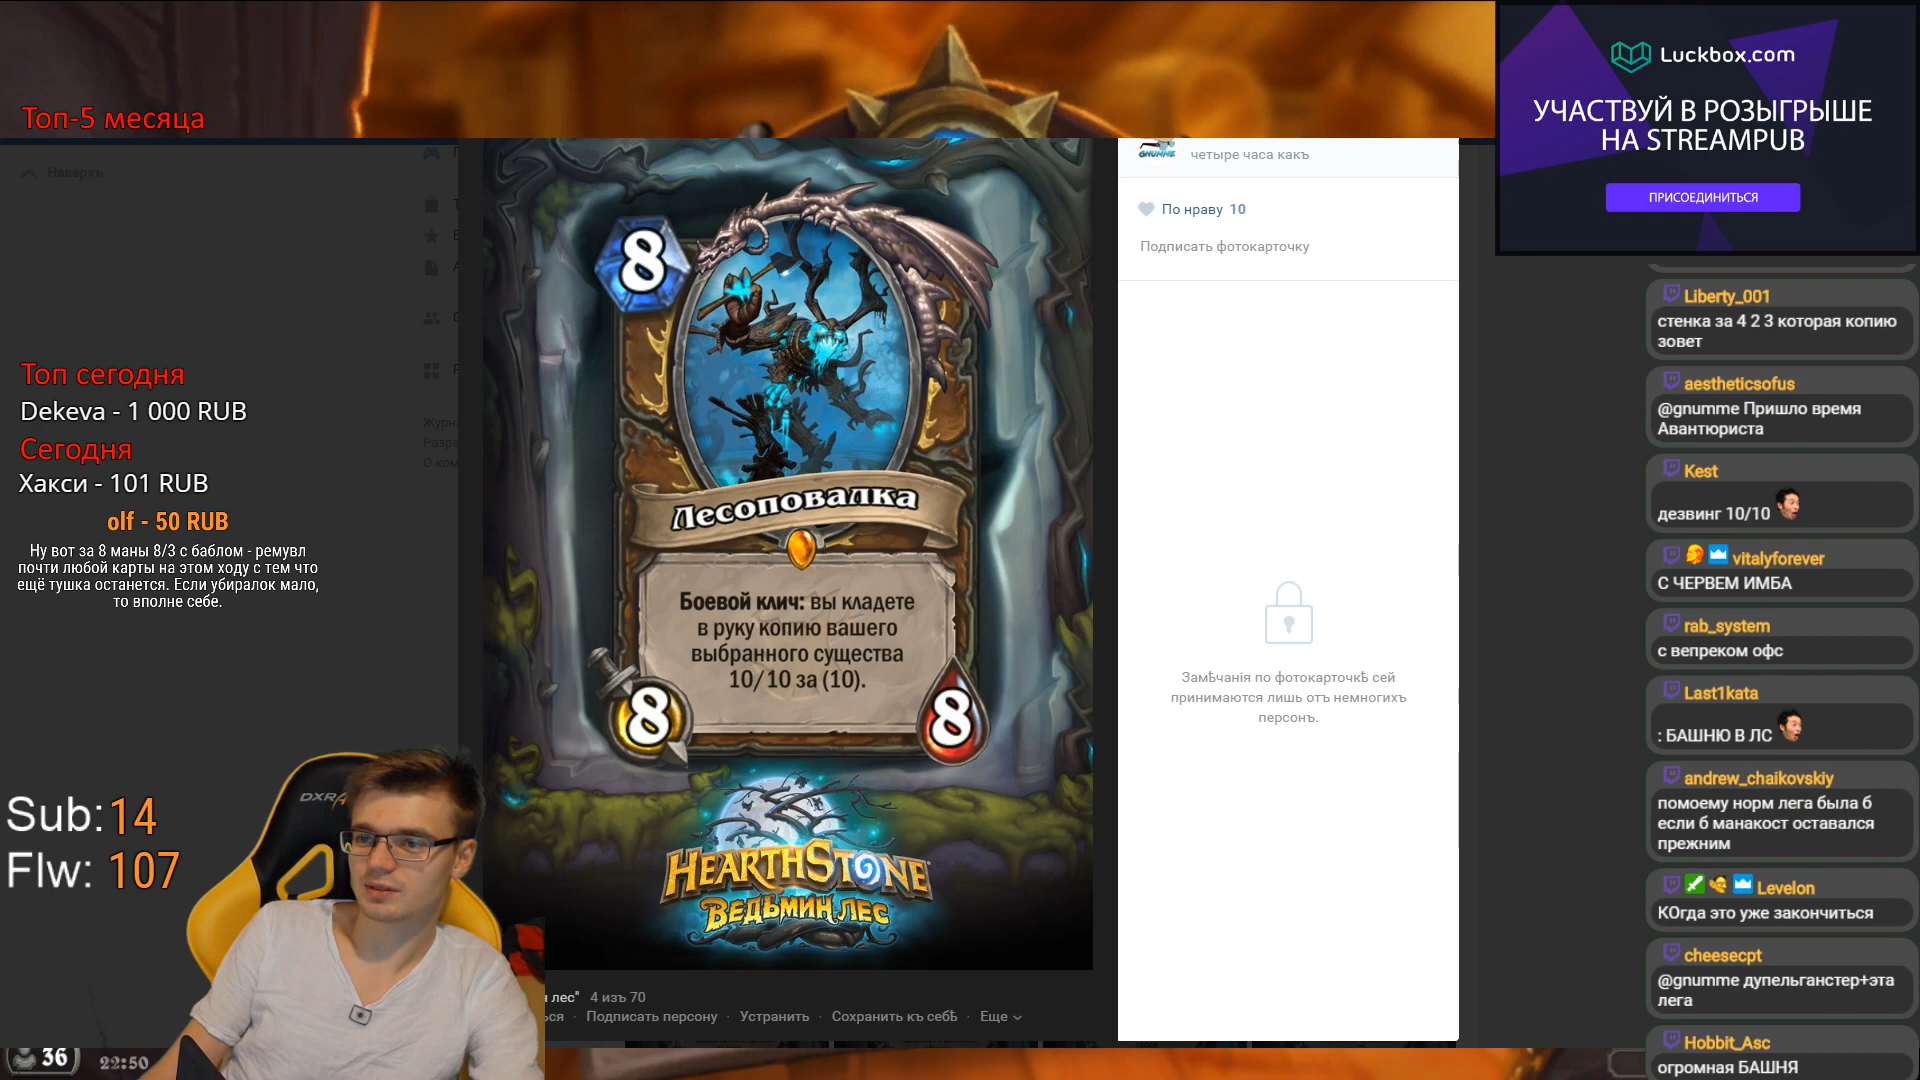 Топ-5 месяца
Наверхъ
Топ сегодня
Dekeva - 1 000 RUB
Сегодня
Хакси - 101 RUB
olf - 50 RUB
Ну вот за 8 маны 8/3 с баблом - ремувл
почти любой карты на этом ходу с тем что
ещё тушка останется. Если убиралок мало,
то вполне себе.
Sub: 14
Flw: 107
36
22:50
DXRA
8
Лесоповалка
Боевой клич: вы кладете
в руку копию вашего
выбранного существа
10/10 за (10).
8
8
HEARTHSTONE
ВЕДЬМИН ЛЕС
лес" 4 изъ 70
ься · Подписать персону · Устранить · Сохранить къ себѣ · Еще
GNUMME
четыре часа какъ
По нраву 10
Подписать фотокарточку
Замѣчанія по фотокарточкѣ сей
принимаются лишь отъ немногихъ
персонъ.
Luckbox.com
УЧАСТВУЙ В РОЗЫГРЫШЕ
НА STREAMPUB
ПРИСОЕДИНИТЬСЯ
Liberty_001
стенка за 4 2 3 которая копию
зовет
aestheticsofus
@gnumme Пришло время
Авантюриста
Kest
дезвинг 10/10
vitalyforever
С ЧЕРВЕМ ИМБА
rab_system
с вепреком офс
Last1kata
: БАШНЮ В ЛС
andrew_chaikovskiy
помоему норм лега была б
если б манакост оставался
прежним
Levelon
КОгда это уже закончиться
cheesecpt
@gnumme дупельганстер+эта
лега
Hobbit_Asc
огромная БАШНЯ